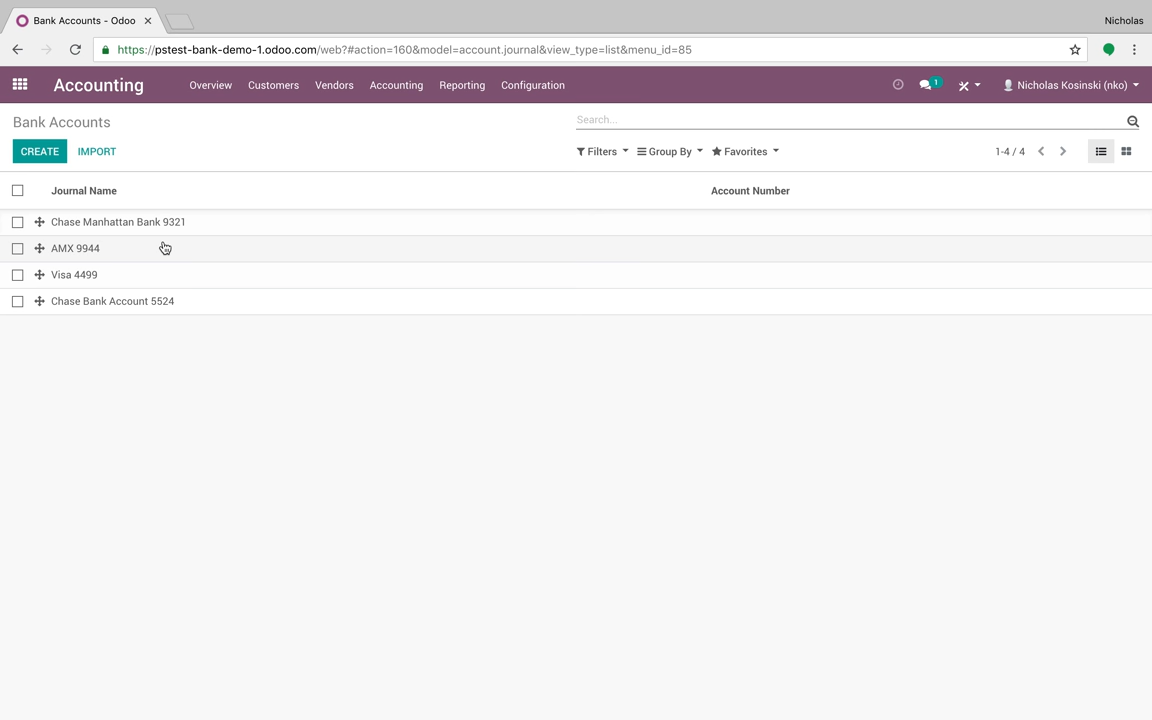 Bank Accounts - Odoo
Nicholas
https://pstest-bank-demo-1.odoo.com/web?#action=160&model=account.journal&view_type=list&menu_id=85
Accounting Overview Customers Vendors Accounting Reporting Configuration 1 Nicholas Kosinski (nko)
Bank Accounts Search...
CREATE IMPORT Filters Group By Favorites 1-4 / 4
Journal Name Account Number
Chase Manhattan Bank 9321
AMX 9944
Visa 4499
Chase Bank Account 5524